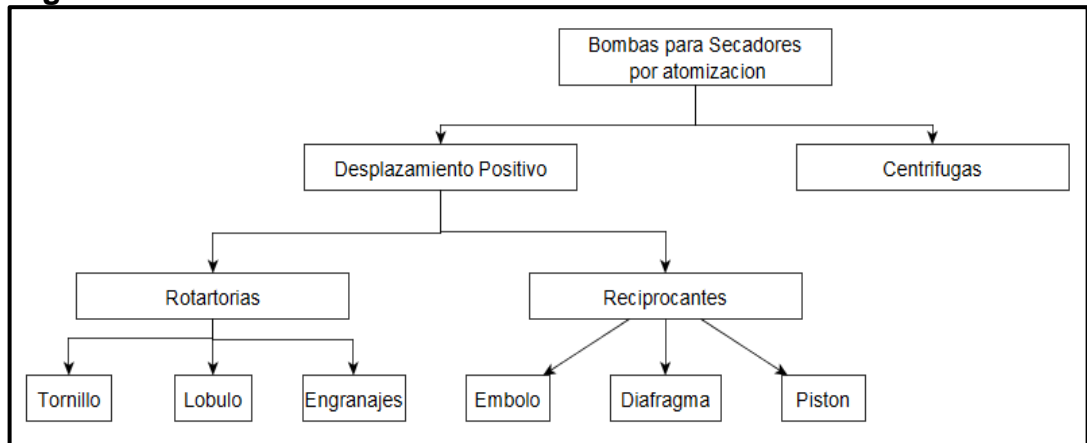 Bombas para Secadores
por atomizacion
Desplazamiento Positivo
Centrifugas
Rotartorias
Reciprocantes
Tornillo
Lobulo
Engranajes
Embolo
Diafragma
Piston